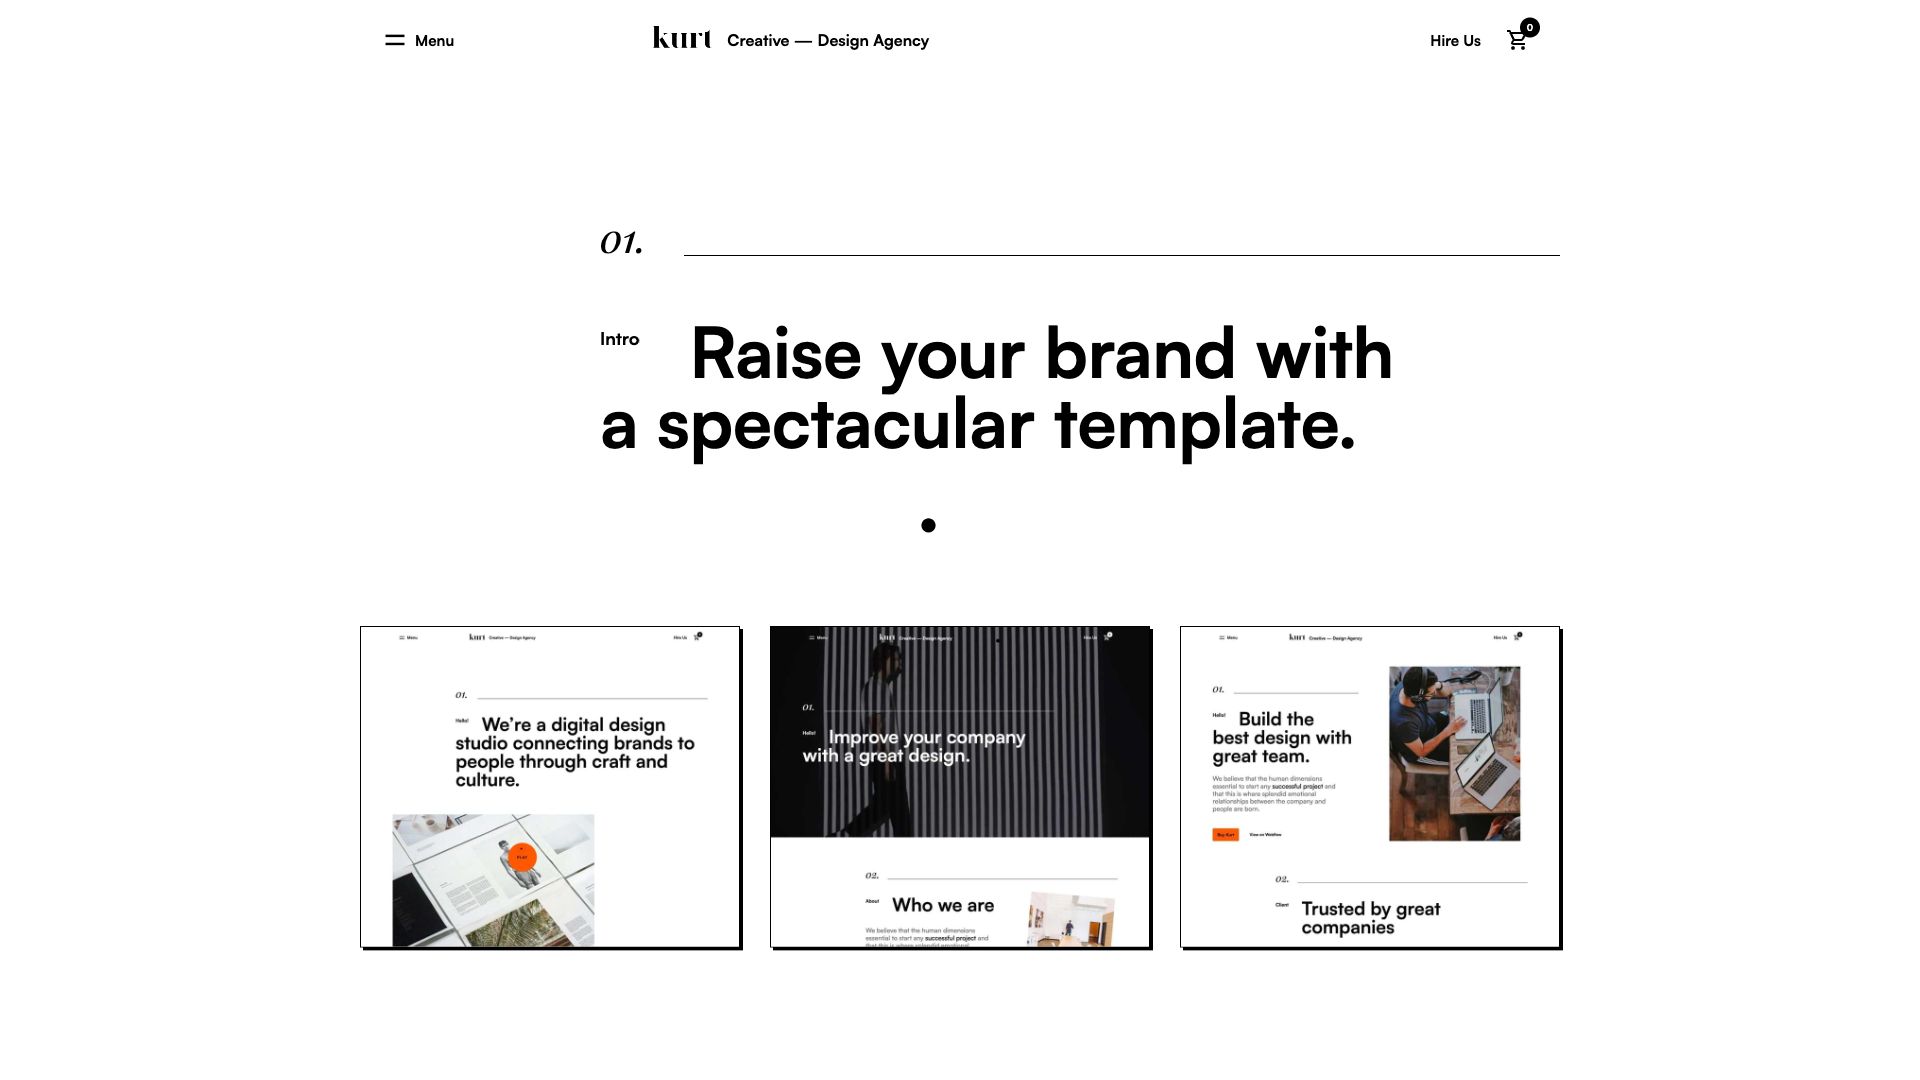 Menu
kurt Creative — Design Agency
Hire Us
0
01.
Intro
Raise your brand with
a spectacular template.
Menu
kurt Creative — Design Agency
Hire Us
01.
Hello!
We’re a digital design
studio connecting brands to
people through craft and
culture.
PLAY
Menu
kurt Creative — Design Agency
Hire Us
01.
Hello!
Improve your company
with a great design.
02.
About
Who we are
We believe that the human dimensions
essential to start any successful project and
that this is where splendid emotional
Menu
kurt Creative — Design Agency
Hire Us
01.
Hello!
Build the
best design with
great team.
We believe that the human dimensions
essential to start any successful project and
that this is where splendid emotional
relationships between the company and
people are born.
Buy Kurt
View on Webflow
02.
Client
Trusted by great
companies